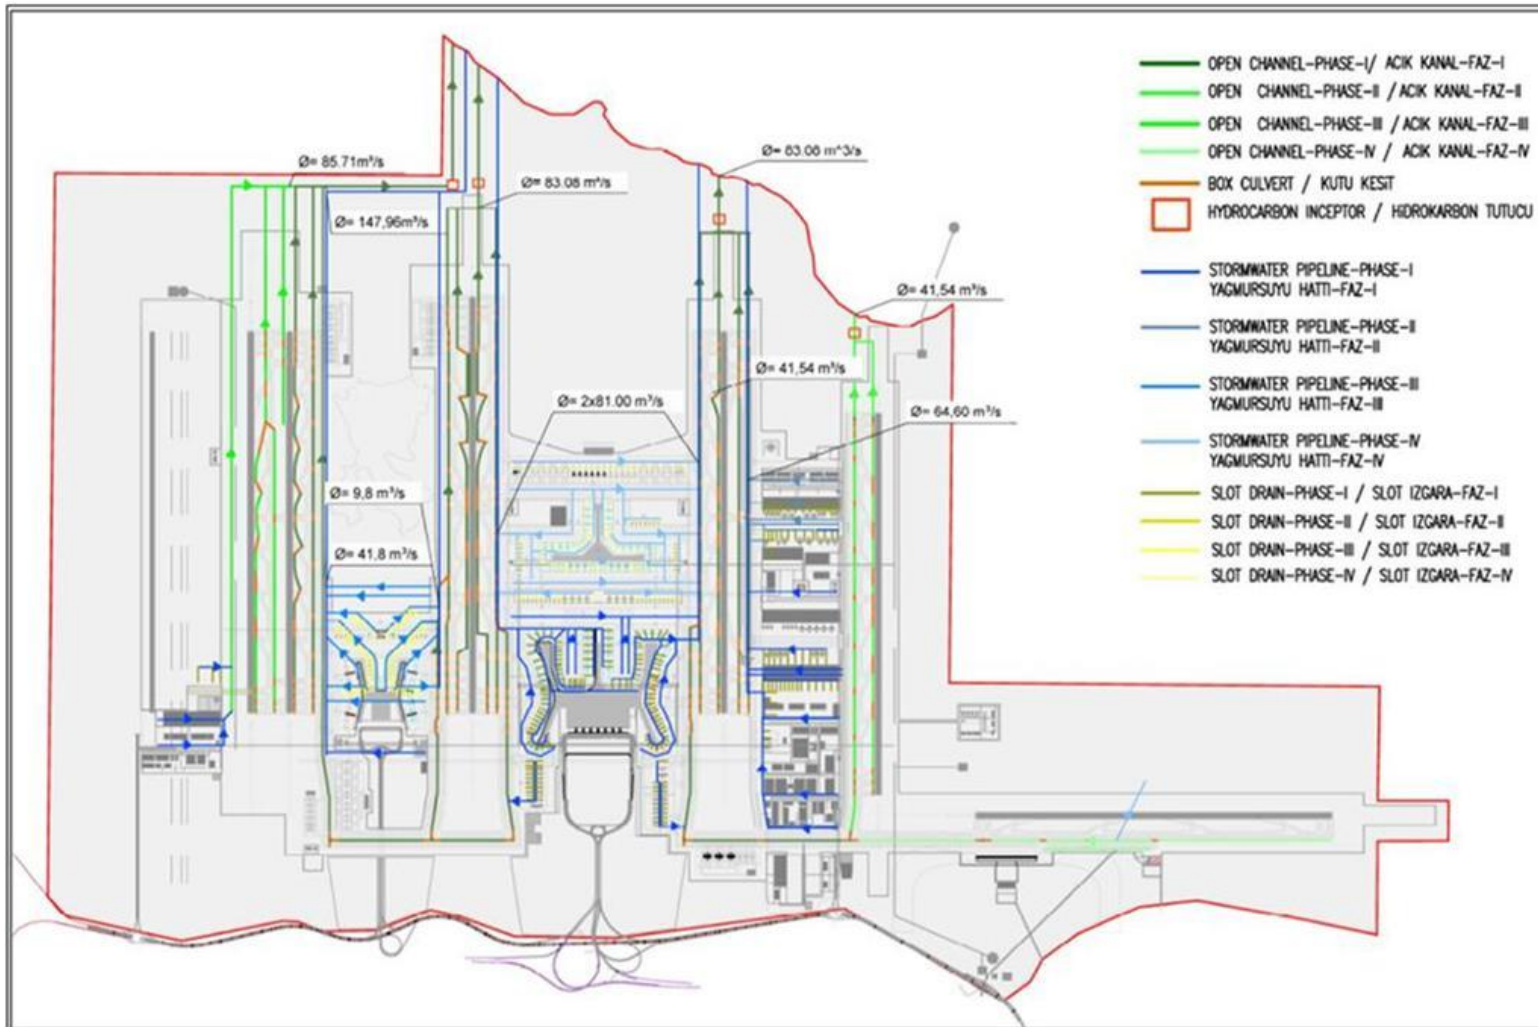 OPEN CHANNEL-PHASE-I/ ACIK KANAL-FAZ-I
OPEN CHANNEL-PHASE-II / ACIK KANAL-FAZ-II
OPEN CHANNEL-PHASE-III / ACIK KANAL-FAZ-III
OPEN CHANNEL-PHASE-IV / ACIK KANAL-FAZ-IV
BOX CULVERT / KUTU KESIT
HYDROCARBON INCEPTOR / HIDROKARBON TUTUCU
STORMWATER PIPELINE-PHASE-I
YAGMURSUYU HATTI-FAZ-I
STORMWATER PIPELINE-PHASE-II
YAGMURSUYU HATTI-FAZ-II
STORMWATER PIPELINE-PHASE-III
YAGMURSUYU HATTI-FAZ-III
STORMWATER PIPELINE-PHASE-IV
YAGMURSUYU HATTI-FAZ-IV
SLOT DRAIN-PHASE-I / SLOT IZGARA-FAZ-I
SLOT DRAIN-PHASE-II / SLOT IZGARA-FAZ-II
SLOT DRAIN-PHASE-III / SLOT IZGARA-FAZ-III
SLOT DRAIN-PHASE-IV / SLOT IZGARA-FAZ-IV
Ø= 85.71m³/s
Ø= 83.08 m³/s
Ø= 83.08 m^3/s
Ø= 147,96m³/s
Ø= 41,54 m³/s
Ø= 41,54 m³/s
Ø= 2x81.00 m³/s
Ø= 64,60 m³/s
Ø= 9,8 m³/s
Ø= 41,8 m³/s